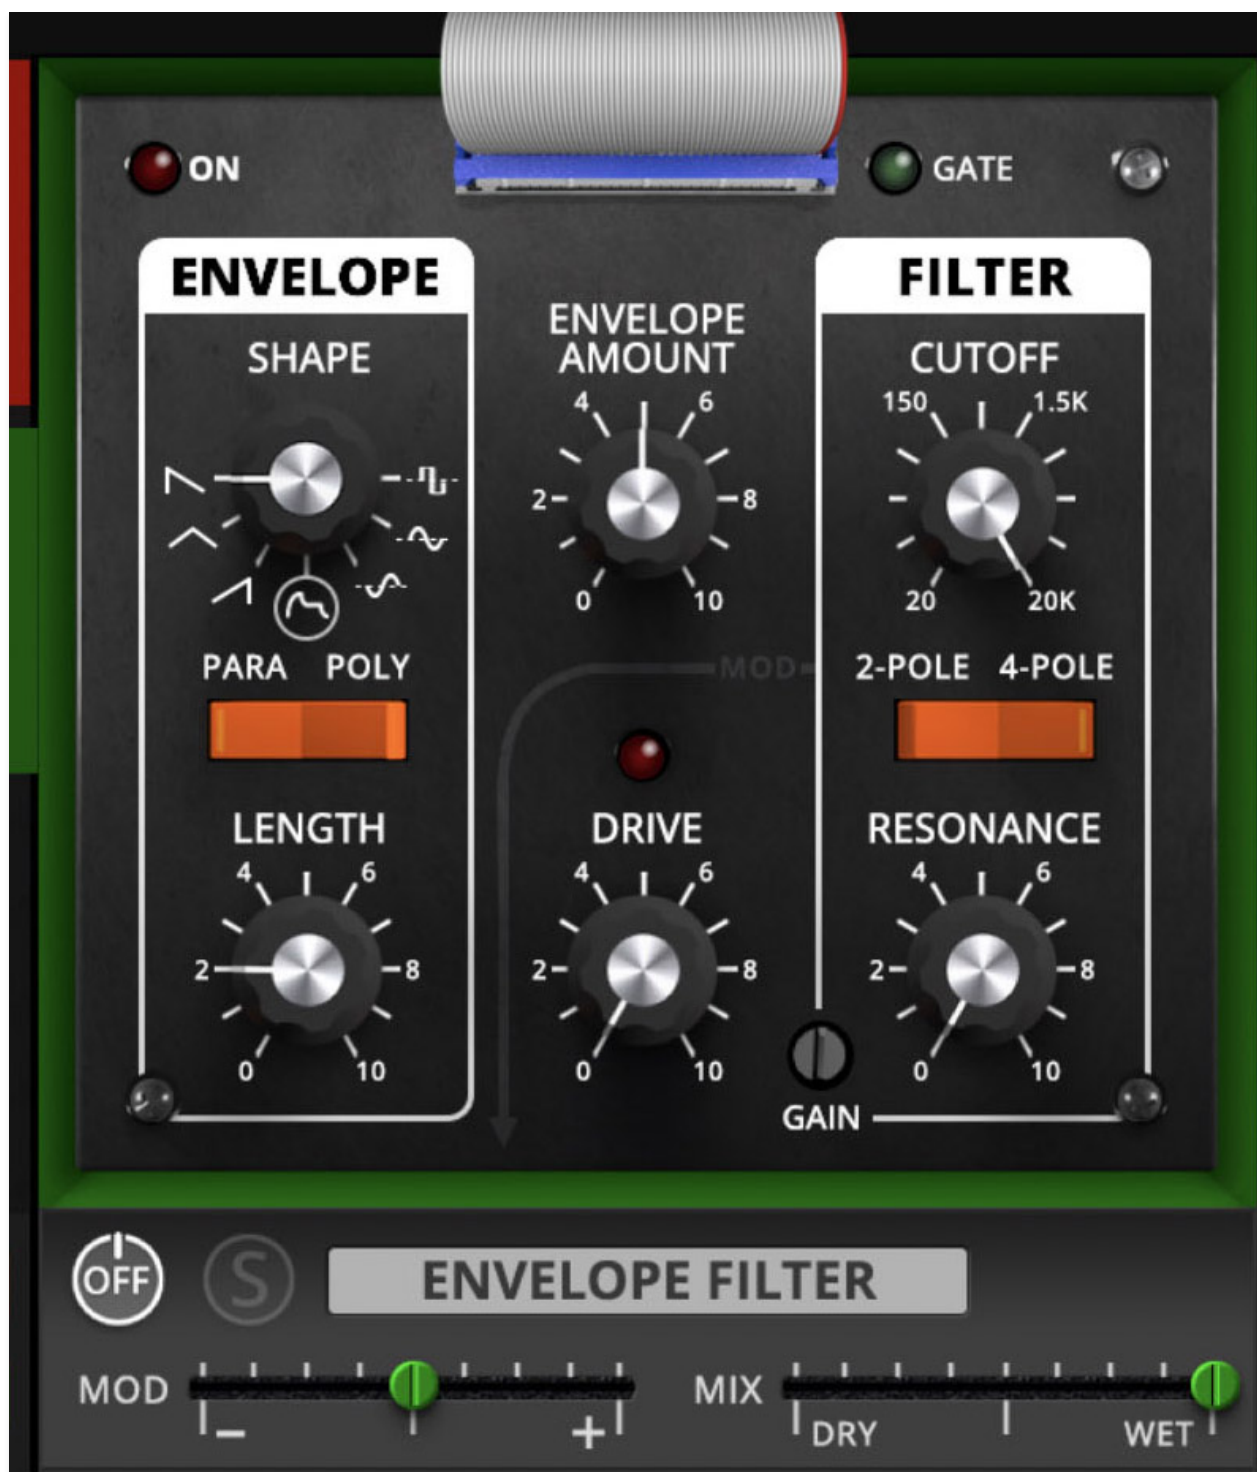 ON
GATE
ENVELOPE
FILTER
ENVELOPE
AMOUNT
SHAPE
CUTOFF
4 6
150 1.5K
2 8
0 10
20 20K
PARA POLY
MOD
2-POLE 4-POLE
LENGTH
DRIVE
RESONANCE
4 6
4 6
4 6
2 8
2 8
2 8
0 10
0 10
0 10
GAIN
OFF
S
ENVELOPE FILTER
MOD
- +
MIX
DRY WET